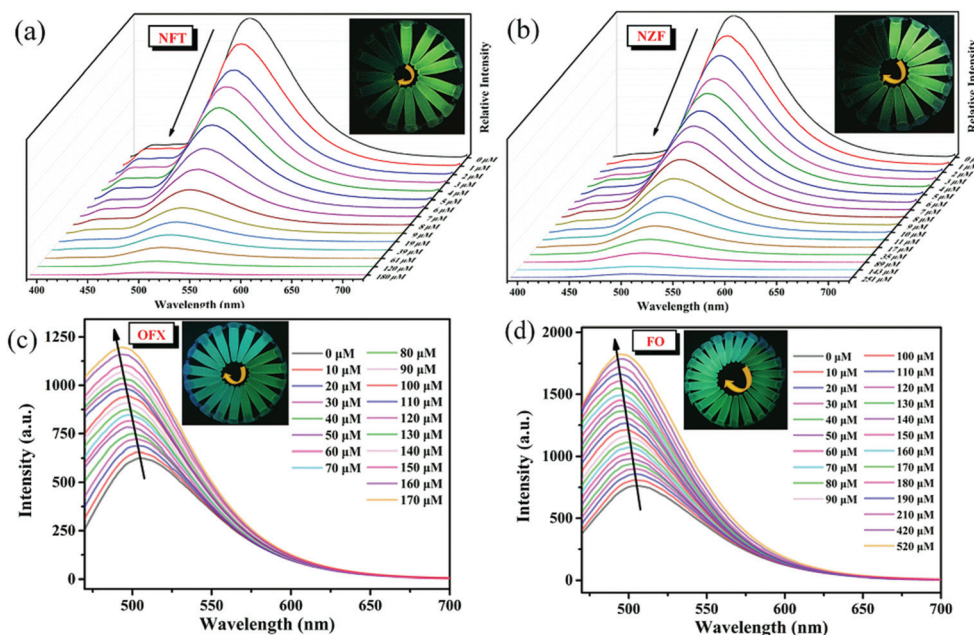 (a)
NFT
Relative Intensity
0 μM
1 μM
2 μM
3 μM
4 μM
5 μM
6 μM
7 μM
8 μM
9 μM
19 μM
39 μM
61 μM
120 μM
180 μM
400 450 500 550 600 650 700
Wavelength (nm)
(b)
NZF
Relative Intensity
0 μM
1 μM
2 μM
3 μM
4 μM
5 μM
6 μM
7 μM
8 μM
9 μM
10 μM
11 μM
17 μM
35 μM
89 μM
143 μM
251 μM
400 450 500 550 600 650 700
Wavelength (nm)
(c)
OFX
1250
1000
750
500
250
0
Intensity (a.u.)
0 μM
10 μM
20 μM
30 μM
40 μM
50 μM
60 μM
70 μM
80 μM
90 μM
100 μM
110 μM
120 μM
130 μM
140 μM
150 μM
160 μM
170 μM
500 550 600 650 700
Wavelength (nm)
(d)
FO
2000
1500
1000
500
0
Intensity (a.u.)
0 μM
10 μM
20 μM
30 μM
40 μM
50 μM
60 μM
70 μM
80 μM
90 μM
100 μM
110 μM
120 μM
130 μM
140 μM
150 μM
160 μM
170 μM
180 μM
190 μM
210 μM
420 μM
520 μM
500 550 600 650 700
Wavelength (nm)